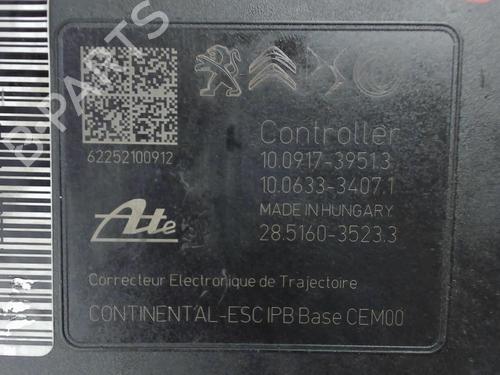 B-PARTS
62252100912
Controller
10.0917-3951.3
10.0633-3407.1
MADE IN HUNGARY
28.5160-3523.3
Ate
Correcteur Electronique de Trajectoire
CONTINENTAL-ESC IPB Base CEM00